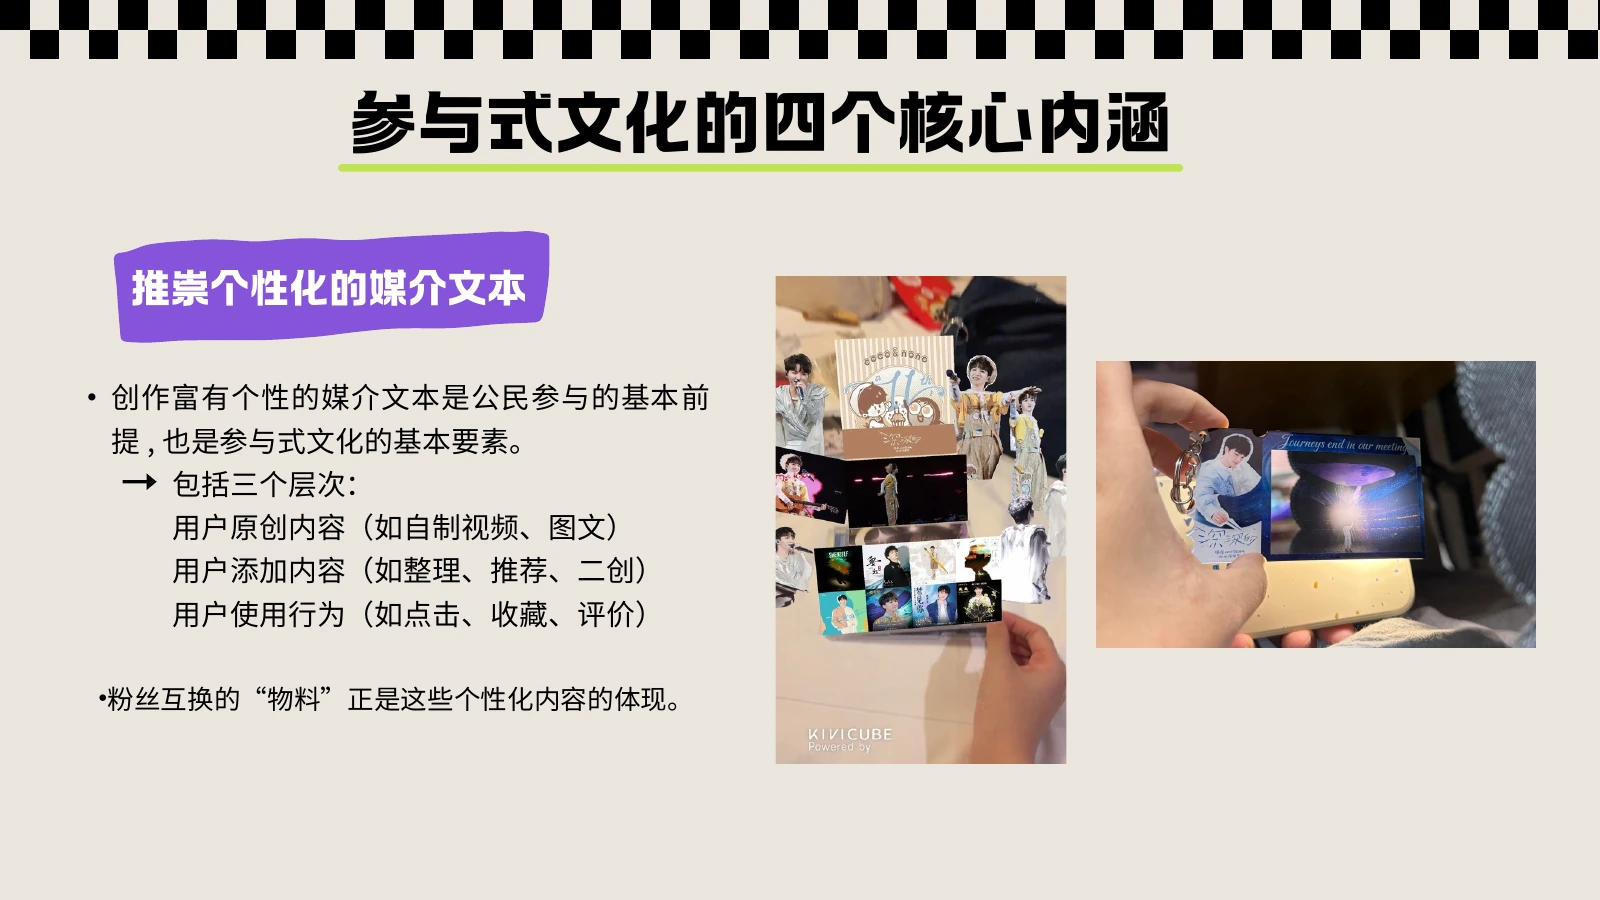 参与式文化的四个核心内涵
推崇个性化的媒介文本
• 创作富有个性的媒介文本是公民参与的基本前
提 , 也是参与式文化的基本要素。
→ 包括三个层次：
用户原创内容（如自制视频、图文）
用户添加内容（如整理、推荐、二创）
用户使用行为（如点击、收藏、评价）
•粉丝互换的“物料”正是这些个性化内容的体现。
coco & nono
11th
KIVICUBE
Powered by
Journeys end in our meeting